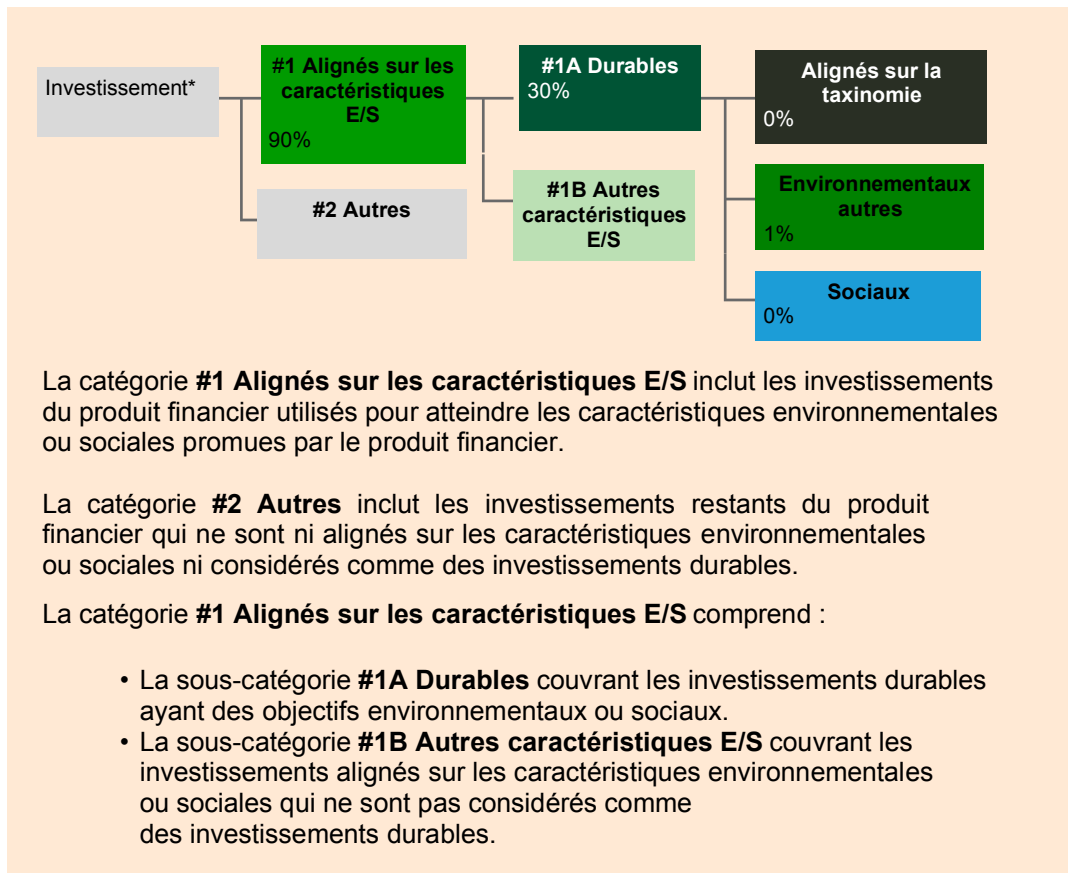 Investissement*
#1 Alignés sur les
caractéristiques
E/S
90%
#2 Autres
#1A Durables
30%
#1B Autres
caractéristiques
E/S
Alignés sur la
taxinomie
0%
Environnementaux
autres
1%
Sociaux
0%
La catégorie #1 Alignés sur les caractéristiques E/S inclut les investissements
du produit financier utilisés pour atteindre les caractéristiques environnementales
ou sociales promues par le produit financier.
La catégorie #2 Autres inclut les investissements restants du produit
financier qui ne sont ni alignés sur les caractéristiques environnementales
ou sociales ni considérés comme des investissements durables.
La catégorie #1 Alignés sur les caractéristiques E/S comprend :
• La sous-catégorie #1A Durables couvrant les investissements durables
ayant des objectifs environnementaux ou sociaux.
• La sous-catégorie #1B Autres caractéristiques E/S couvrant les
investissements alignés sur les caractéristiques environnementales
ou sociales qui ne sont pas considérés comme
des investissements durables.